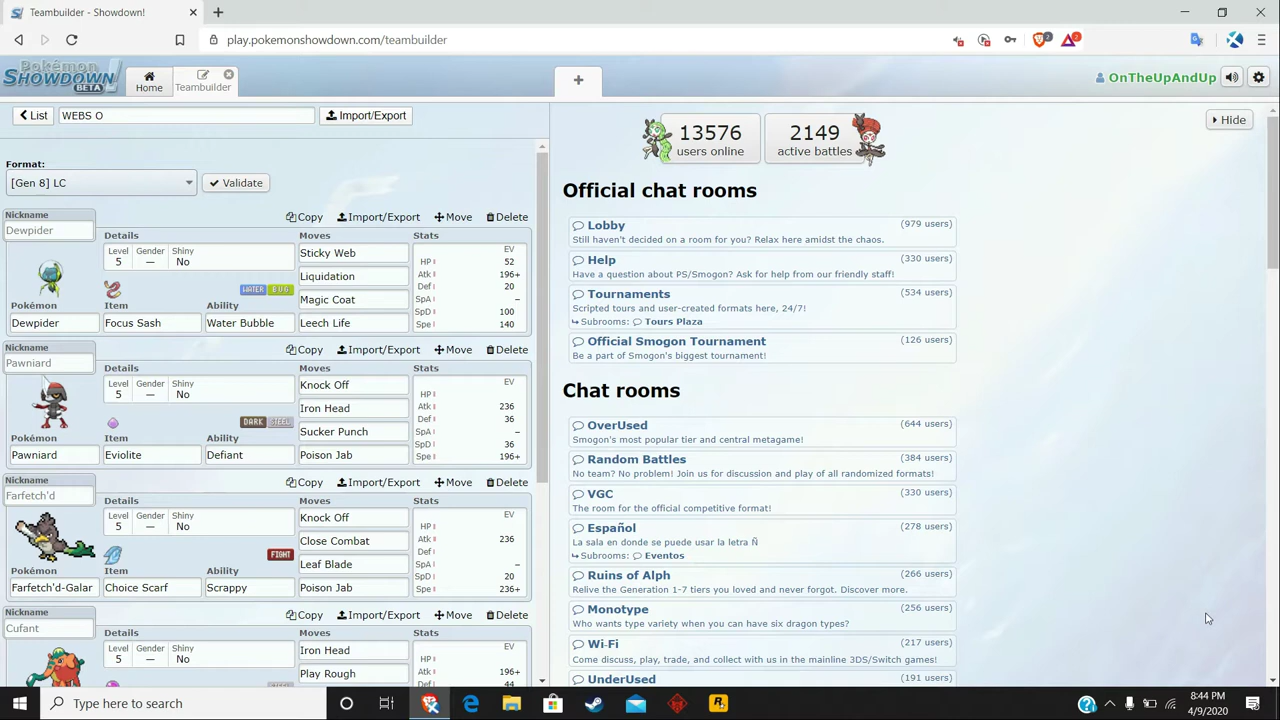 Teambuilder - Showdown!
play.pokemonshowdown.com/teambuilder
2
3
Pokémon
SHOWDOWN!
BETA
Home
Teambuilder
OnTheUpAndUp
List
WEBS O
Import/Export
Format:
[Gen 8] LC
Validate
Nickname
Dewpider
Copy Import/Export Move Delete
Details Moves Stats
Level Gender Shiny
5 — No
Sticky Web
Liquidation
Magic Coat
Leech Life
EV
HP 52
Atk 196+
Def 20
SpA –
SpD 100
Spe 140
WATER BUG
Pokémon Item Ability
Dewpider Focus Sash Water Bubble
Nickname
Pawniard
Copy Import/Export Move Delete
Details Moves Stats
Level Gender Shiny
5 — No
Knock Off
Iron Head
Sucker Punch
Poison Jab
EV
HP
Atk 236
Def 36
SpA –
SpD 36
Spe 196+
DARK STEEL
Pokémon Item Ability
Pawniard Eviolite Defiant
Nickname
Farfetch'd
Copy Import/Export Move Delete
Details Moves Stats
Level Gender Shiny
5 — No
Knock Off
Close Combat
Leaf Blade
Poison Jab
EV
HP
Atk 236
Def
SpA –
SpD 20
Spe 236+
FIGHT
Pokémon Item Ability
Farfetch'd-Galar Choice Scarf Scrappy
Nickname
Cufant
Copy Import/Export Move Delete
Details Moves Stats
Level Gender Shiny
5 — No
Iron Head
Play Rough
EV
HP
Atk 196+
Def 44
13576
users online
2149
active battles
Hide
Official chat rooms
Lobby (979 users)
Still haven't decided on a room for you? Relax here amidst the chaos.
Help (330 users)
Have a question about PS/Smogon? Ask for help from our friendly staff!
Tournaments (534 users)
Scripted tours and user-created formats here, 24/7!
Subrooms: Tours Plaza
Official Smogon Tournament (126 users)
Be a part of Smogon's biggest tournament!
Chat rooms
OverUsed (644 users)
Smogon's most popular tier and central metagame!
Random Battles (384 users)
No team? No problem! Join us for discussion and play of all randomized formats!
VGC (330 users)
The room for the official competitive format!
Español (278 users)
La sala en donde se puede usar la letra Ñ
Subrooms: Eventos
Ruins of Alph (266 users)
Relive the Generation 1-7 tiers you loved and never forgot. Discover more.
Monotype (256 users)
Who wants type variety when you can have six dragon types?
Wi-Fi (217 users)
Come discuss, play, trade, and collect with us in the mainline 3DS/Switch games!
UnderUsed (191 users)
Type here to search
8:44 PM
4/9/2020